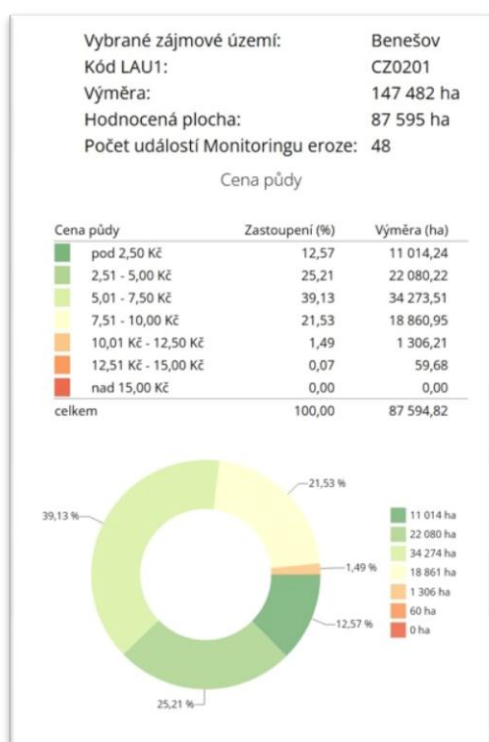 Vybrané zájmové území: Benešov
Kód LAU1: CZ0201
Výměra: 147 482 ha
Hodnocená plocha: 87 595 ha
Počet událostí Monitoringu eroze: 48
Cena půdy
Cena půdy Zastoupení (%) Výměra (ha)
pod 2,50 Kč 12,57 11 014,24
2,51 - 5,00 Kč 25,21 22 080,22
5,01 - 7,50 Kč 39,13 34 273,51
7,51 - 10,00 Kč 21,53 18 860,95
10,01 Kč - 12,50 Kč 1,49 1 306,21
12,51 Kč - 15,00 Kč 0,07 59,68
nad 15,00 Kč 0,00 0,00
celkem 100,00 87 594,82
21,53 %
39,13 %
1,49 %
12,57 %
25,21 %
11 014 ha
22 080 ha
34 274 ha
18 861 ha
1 306 ha
60 ha
0 ha